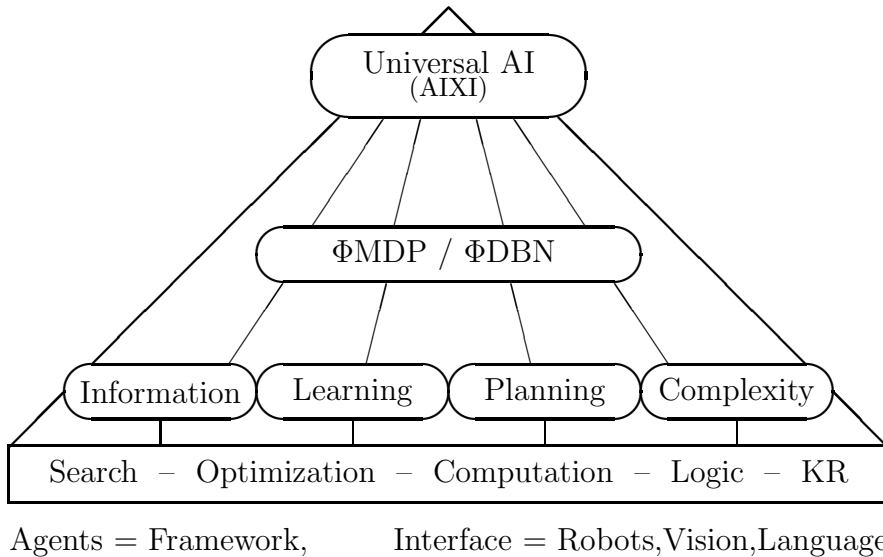 Universal AI
(AIXI)
ΦMDP / ΦDBN
Information Learning Planning Complexity
Search – Optimization – Computation – Logic – KR
Agents = Framework, Interface = Robots,Vision,Language